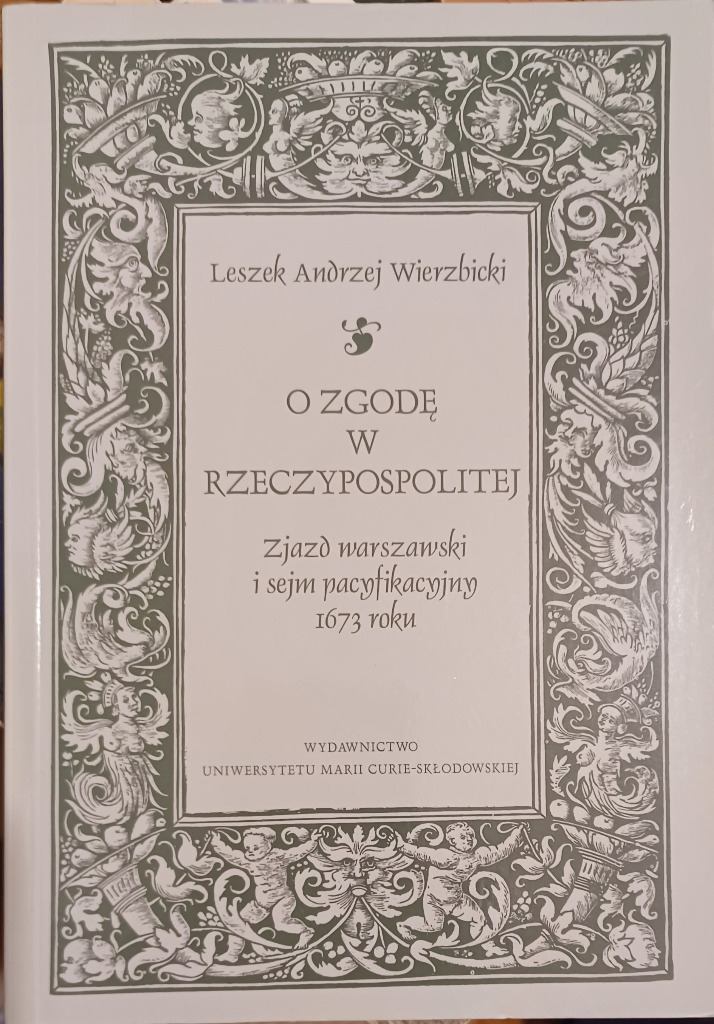 Leszek Andrzej Wierzbicki
O ZGODĘ
W
RZECZYPOSPOLITEJ
Zjazd warszawski
i sejm pacyfikacyjny
1673 roku
WYDAWNICTWO
UNIWERSYTETU MARII CURIE-SKŁODOWSKIEJ